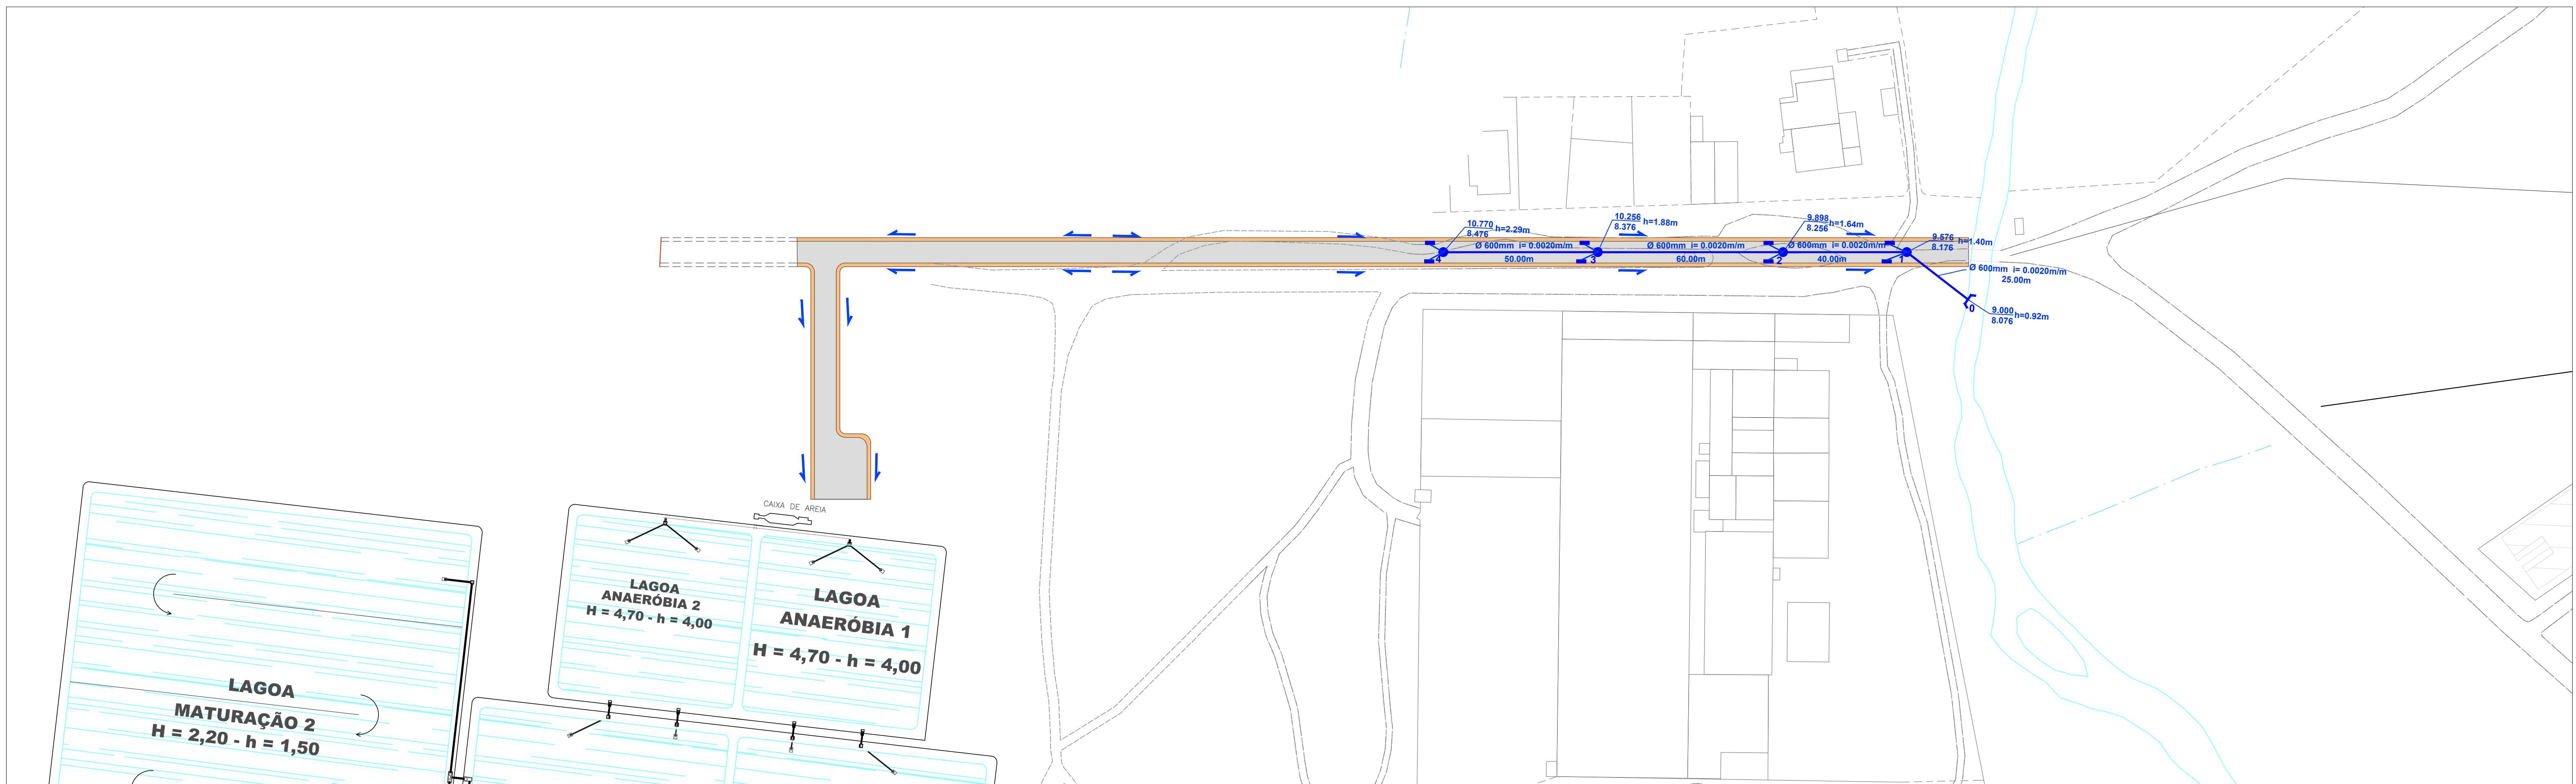 10.770
8.476
h=2.29m
10.256
8.376
h=1.88m
9.898
8.256
h=1.64m
9.576
8.176
h=1.40m
Ø 600mm i= 0.0020m/m
50.00m
Ø 600mm i= 0.0020m/m
60.00m
Ø 600mm i= 0.0020m/m
40.00m
4
3
2
1
Ø 600mm i= 0.0020m/m
25.00m
0
9.000
8.076
h=0.92m
CAIXA DE AREIA
LAGOA
ANAERÓBIA 2
H = 4,70 - h = 4,00
LAGOA
ANAERÓBIA 1
H = 4,70 - h = 4,00
LAGOA
MATURAÇÃO 2
H = 2,20 - h = 1,50